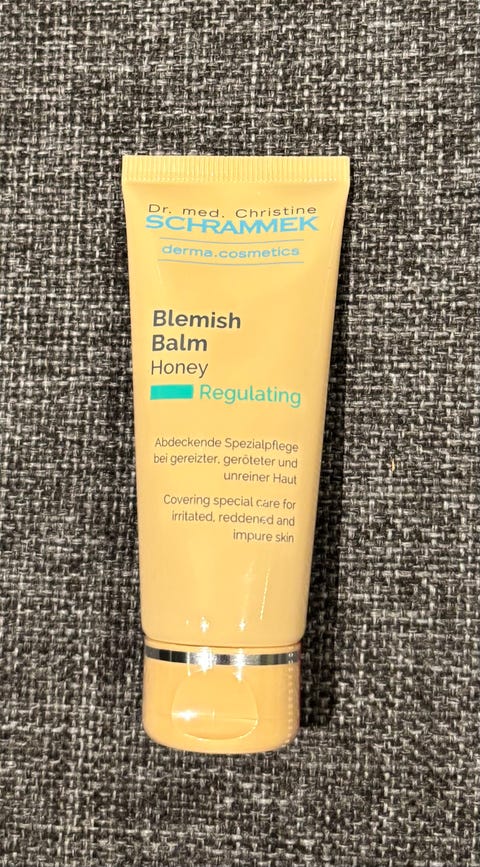 Dr. med. Christine
SCHRAMMEK
derma.cosmetics
Blemish
Balm
Honey
Regulating
Abdeckende Spezialpflege
bei gereizter, geröteter und
unreiner Haut
Covering special care for
irritated, reddened and
impure skin